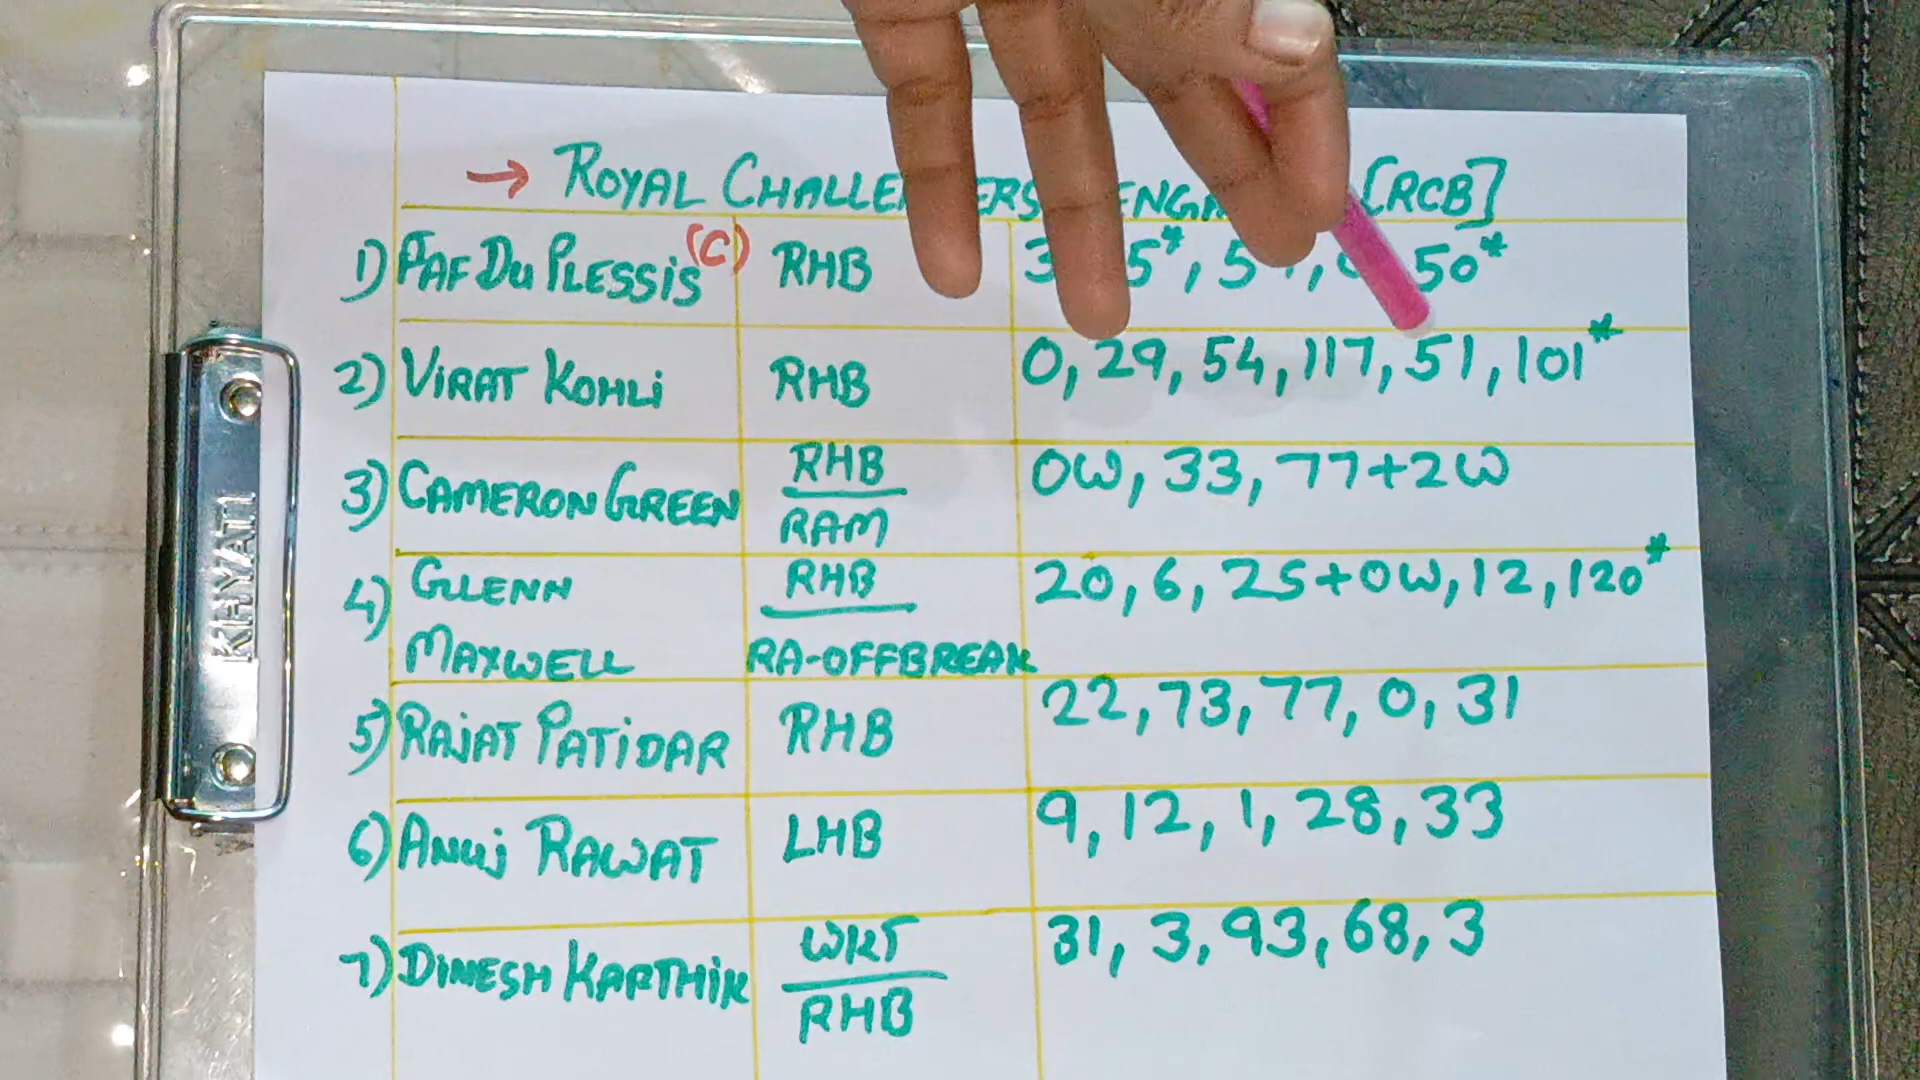 → ROYAL [RCB]
1) FAF DU PLESSIS (C) RHB 50*
2) VIRAT KOHLI RHB 0, 29, 54, 117, 51, 101*
3) CAMERON GREEN RHB 0W, 33, 77+2W
RAM
4) GLENN RHB 20, 6, 25+0W, 12, 120*
MAXWELL RA-OFFBREAK
5) RAJAT PATIDAR RHB 22, 73, 77, 0, 31
6) ANUJ RAWAT LHB 9, 12, 1, 28, 33
7) DINESH KARTHIK WKT 31, 3, 93, 68, 3
RHB
KHYATI